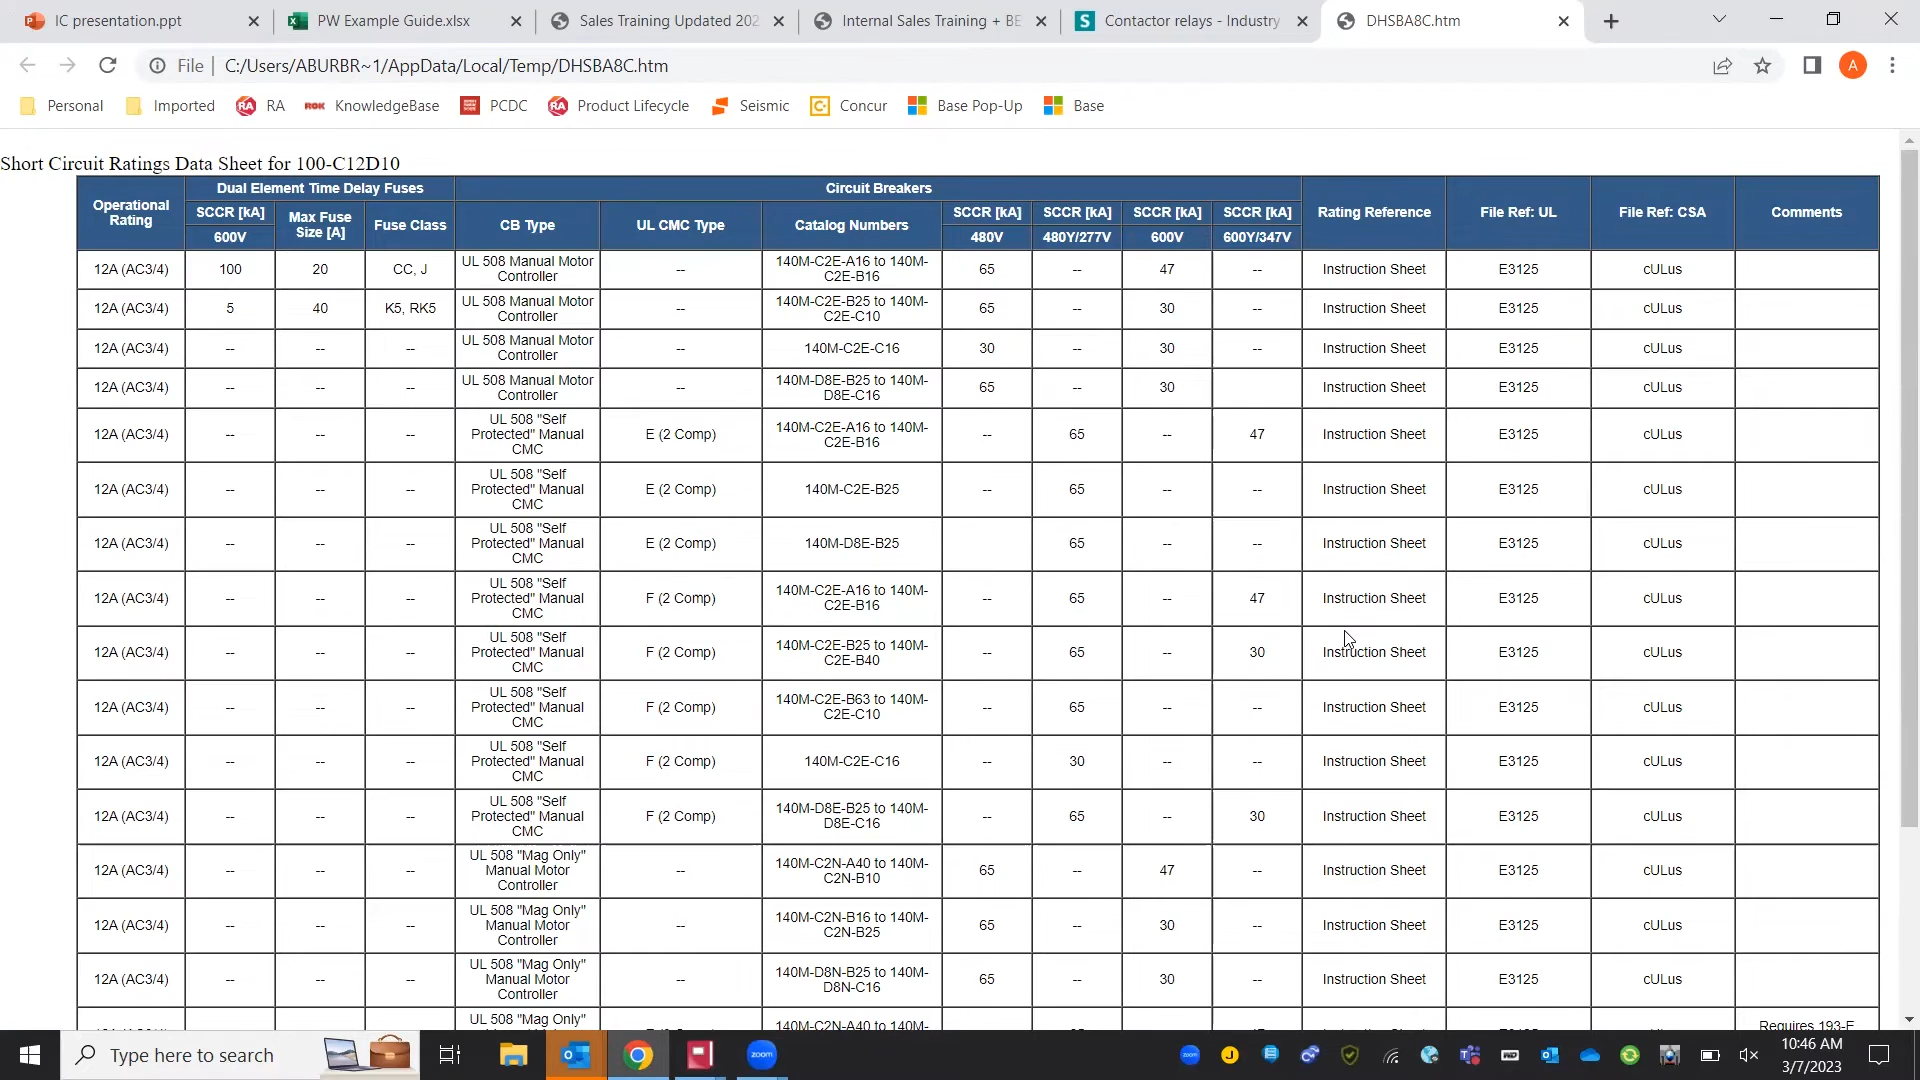 IC presentation.ppt
PW Example Guide.xlsx
Sales Training Updated 202
Internal Sales Training + BE
Contactor relays - Industry
DHSBA8C.htm
File | C:/Users/ABURBR~1/AppData/Local/Temp/DHSBA8C.htm
A
Personal Imported RA KnowledgeBase PCDC Product Lifecycle Seismic Concur Base Pop-Up Base
Short Circuit Ratings Data Sheet for 100-C12D10
Operational Rating
Dual Element Time Delay Fuses
Circuit Breakers
SCCR [kA] 600V
Max Fuse Size [A]
Fuse Class
CB Type
UL CMC Type
Catalog Numbers
SCCR [kA] 480V
SCCR [kA] 480Y/277V
SCCR [kA] 600V
SCCR [kA] 600Y/347V
Rating Reference
File Ref: UL
File Ref: CSA
Comments
12A (AC3/4) 100 20 CC, J UL 508 Manual Motor Controller -- 140M-C2E-A16 to 140M-C2E-B16 65 -- 47 -- Instruction Sheet E3125 cULus
12A (AC3/4) 5 40 K5, RK5 UL 508 Manual Motor Controller -- 140M-C2E-B25 to 140M-C2E-C10 65 -- 30 -- Instruction Sheet E3125 cULus
12A (AC3/4) -- -- -- UL 508 Manual Motor Controller -- 140M-C2E-C16 30 -- 30 -- Instruction Sheet E3125 cULus
12A (AC3/4) -- -- -- UL 508 Manual Motor Controller -- 140M-D8E-B25 to 140M-D8E-C16 65 -- 30 Instruction Sheet E3125 cULus
12A (AC3/4) -- -- -- UL 508 "Self Protected" Manual CMC E (2 Comp) 140M-C2E-A16 to 140M-C2E-B16 -- 65 -- 47 Instruction Sheet E3125 cULus
12A (AC3/4) -- -- -- UL 508 "Self Protected" Manual CMC E (2 Comp) 140M-C2E-B25 -- 65 -- -- Instruction Sheet E3125 cULus
12A (AC3/4) -- -- -- UL 508 "Self Protected" Manual CMC E (2 Comp) 140M-D8E-B25 65 -- -- Instruction Sheet E3125 cULus
12A (AC3/4) -- -- -- UL 508 "Self Protected" Manual CMC F (2 Comp) 140M-C2E-A16 to 140M-C2E-B16 -- 65 -- 47 Instruction Sheet E3125 cULus
12A (AC3/4) -- -- -- UL 508 "Self Protected" Manual CMC F (2 Comp) 140M-C2E-B25 to 140M-C2E-B40 -- 65 -- 30 Instruction Sheet E3125 cULus
12A (AC3/4) -- -- -- UL 508 "Self Protected" Manual CMC F (2 Comp) 140M-C2E-B63 to 140M-C2E-C10 -- 65 -- -- Instruction Sheet E3125 cULus
12A (AC3/4) -- -- -- UL 508 "Self Protected" Manual CMC F (2 Comp) 140M-C2E-C16 -- 30 -- -- Instruction Sheet E3125 cULus
12A (AC3/4) -- -- -- UL 508 "Self Protected" Manual CMC F (2 Comp) 140M-D8E-B25 to 140M-D8E-C16 -- 65 -- 30 Instruction Sheet E3125 cULus
12A (AC3/4) -- -- -- UL 508 "Mag Only" Manual Motor Controller -- 140M-C2N-A40 to 140M-C2N-B10 65 -- 47 -- Instruction Sheet E3125 cULus
12A (AC3/4) -- -- -- UL 508 "Mag Only" Manual Motor Controller -- 140M-C2N-B16 to 140M-C2N-B25 65 -- 30 -- Instruction Sheet E3125 cULus
12A (AC3/4) -- -- -- UL 508 "Mag Only" Manual Motor Controller -- 140M-D8N-B25 to 140M-D8N-C16 65 -- 30 -- Instruction Sheet E3125 cULus
UL 508 "Mag Only" 140M-C2N-A40 to 140M- Requires 193-E
Type here to search
zoom
10:46 AM
3/7/2023